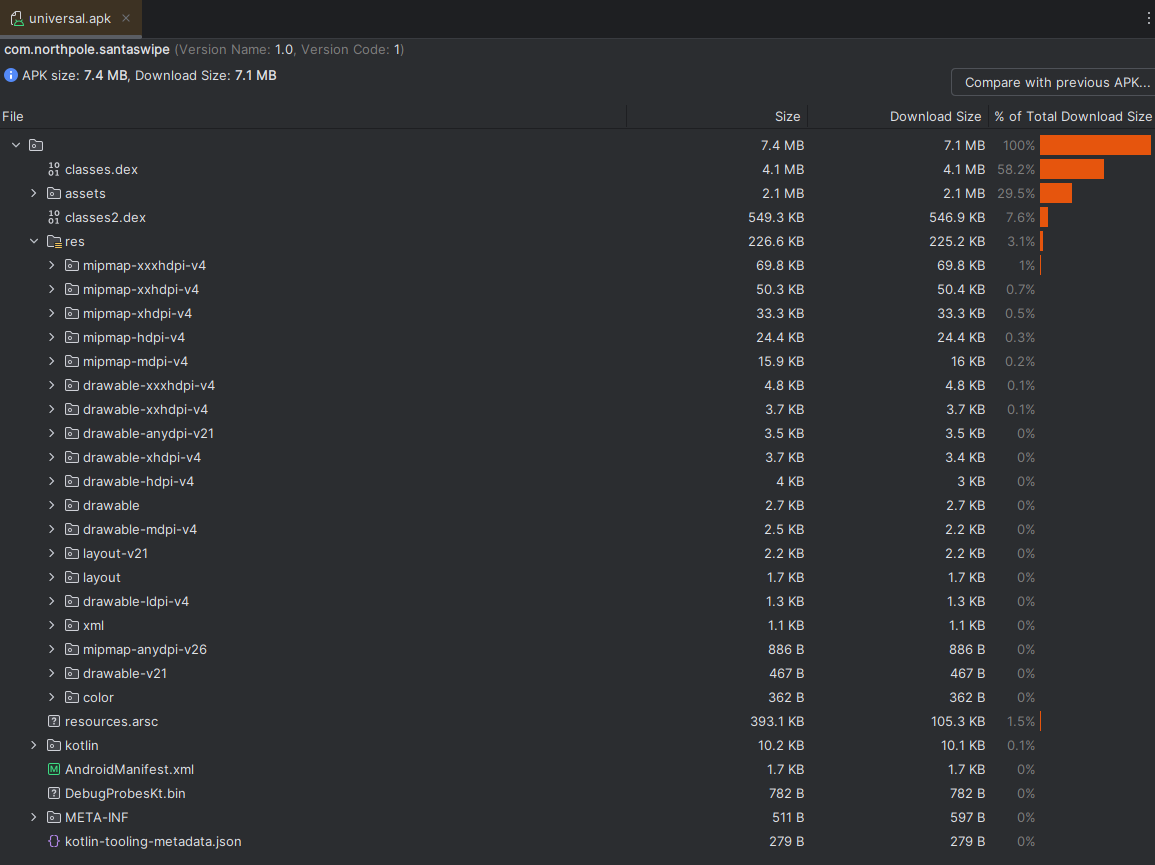 universal.apk
com.northpole.santaswipe (Version Name: 1.0, Version Code: 1)
APK size: 7.4 MB, Download Size: 7.1 MB
Compare with previous APK...
File Size Download Size % of Total Download Size
7.4 MB 7.1 MB 100%
classes.dex 4.1 MB 4.1 MB 58.2%
assets 2.1 MB 2.1 MB 29.5%
classes2.dex 549.3 KB 546.9 KB 7.6%
res 226.6 KB 225.2 KB 3.1%
mipmap-xxxhdpi-v4 69.8 KB 69.8 KB 1%
mipmap-xxhdpi-v4 50.3 KB 50.4 KB 0.7%
mipmap-xhdpi-v4 33.3 KB 33.3 KB 0.5%
mipmap-hdpi-v4 24.4 KB 24.4 KB 0.3%
mipmap-mdpi-v4 15.9 KB 16 KB 0.2%
drawable-xxxhdpi-v4 4.8 KB 4.8 KB 0.1%
drawable-xxhdpi-v4 3.7 KB 3.7 KB 0.1%
drawable-anydpi-v21 3.5 KB 3.5 KB 0%
drawable-xhdpi-v4 3.7 KB 3.4 KB 0%
drawable-hdpi-v4 4 KB 3 KB 0%
drawable 2.7 KB 2.7 KB 0%
drawable-mdpi-v4 2.5 KB 2.2 KB 0%
layout-v21 2.2 KB 2.2 KB 0%
layout 1.7 KB 1.7 KB 0%
drawable-ldpi-v4 1.3 KB 1.3 KB 0%
xml 1.1 KB 1.1 KB 0%
mipmap-anydpi-v26 886 B 886 B 0%
drawable-v21 467 B 467 B 0%
color 362 B 362 B 0%
resources.arsc 393.1 KB 105.3 KB 1.5%
kotlin 10.2 KB 10.1 KB 0.1%
AndroidManifest.xml 1.7 KB 1.7 KB 0%
DebugProbesKt.bin 782 B 782 B 0%
META-INF 511 B 597 B 0%
kotlin-tooling-metadata.json 279 B 279 B 0%